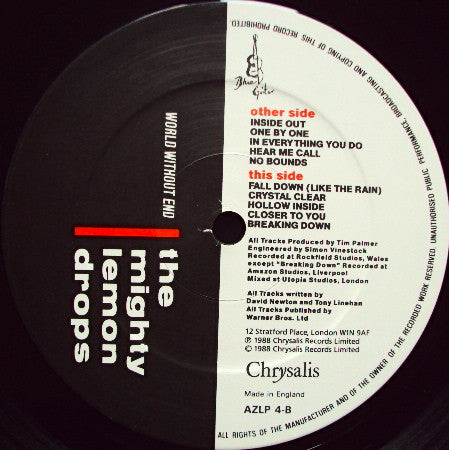 WORLD WITHOUT END
the
mighty
lemon
drops
Blue Guitar
other side
INSIDE OUT
ONE BY ONE
IN EVERYTHING YOU DO
HEAR ME CALL
NO BOUNDS
this side
FALL DOWN (LIKE THE RAIN)
CRYSTAL CLEAR
HOLLOW INSIDE
CLOSER TO YOU
BREAKING DOWN
All Tracks Produced by Tim Palmer
Engineered by Simon Vinestock
Recorded at Rockfield Studios, Wales
except "Breaking Down" Recorded at
Amazon Studios, Liverpool
Mixed at Utopia Studios, London
All Tracks written by
David Newton and Tony Linehan
All Tracks Published by
Warner Bros. Ltd
12 Stratford Place, London WIN 9AF
℗ 1988 Chrysalis Records Limited
© 1988 Chrysalis Records Limited
Chrysalis
Made in England
AZLP 4-B
ALL RIGHTS OF THE MANUFACTURER AND OF THE OWNER OF THE RECORDED WORK RESERVED. UNAUTHORISED PUBLIC PERFORMANCE, BROADCASTING AND COPYING OF THIS RECORD PROHIBITED.